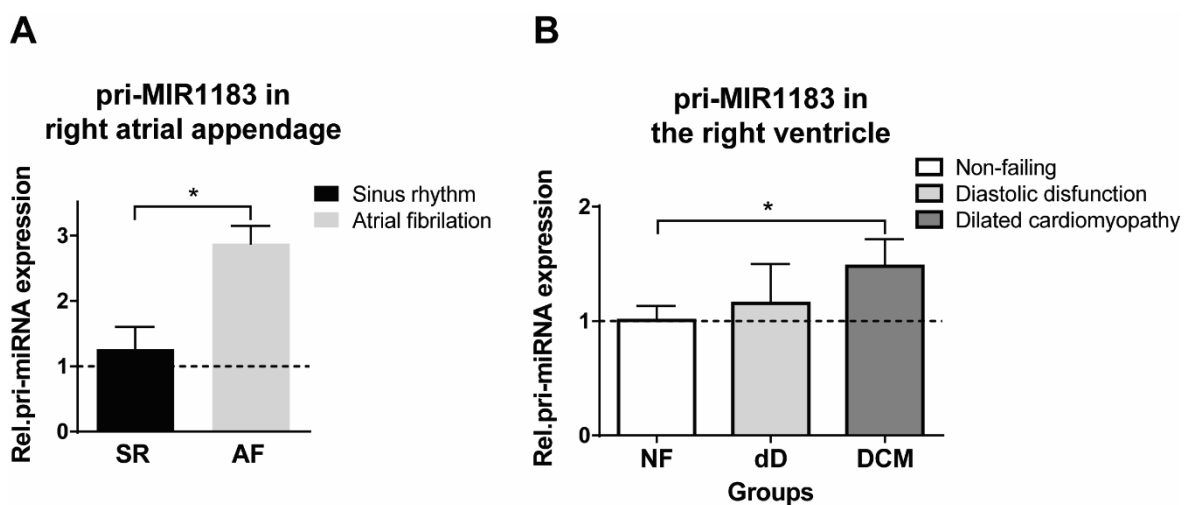 A
pri-MIR1183 in
right atrial appendage
Rel.pri-miRNA expression
3
2
1
0
*
SR
AF
Sinus rhythm
Atrial fibrilation
B
pri-MIR1183 in
the right ventricle
Rel.pri-miRNA expression
2
1
0
*
NF
dD
DCM
Groups
Non-failing
Diastolic disfunction
Dilated cardiomyopathy